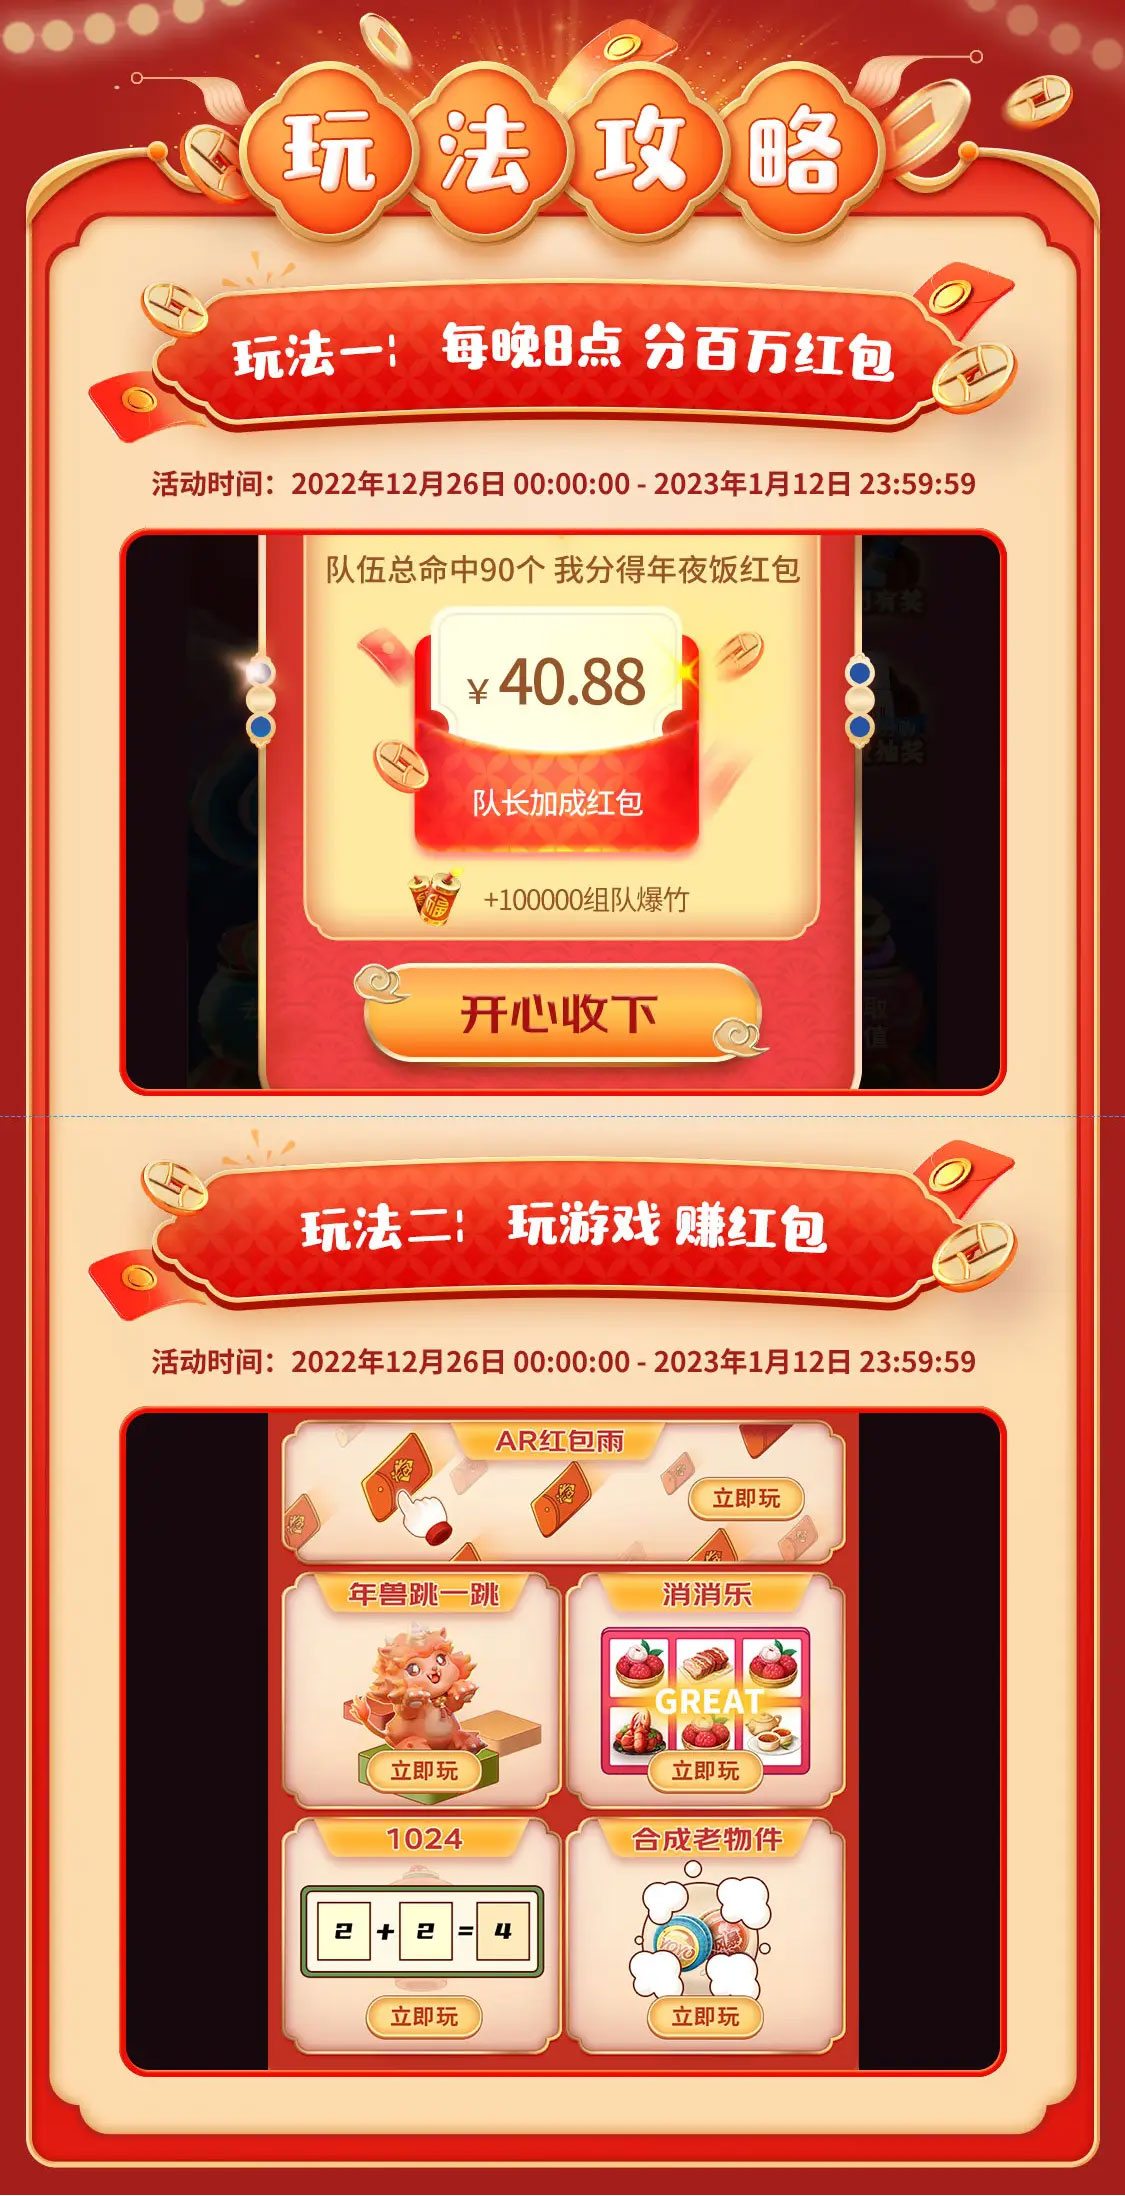 玩法攻略
玩法一： 每晚8点 分百万红包
活动时间：2022年12月26日 00:00:00 - 2023年1月12日 23:59:59
队伍总命中90个 我分得年夜饭红包
¥40.88
队长加成红包
+100000组队爆竹
开心收下
玩法二： 玩游戏 赚红包
活动时间：2022年12月26日 00:00:00 - 2023年1月12日 23:59:59
AR红包雨
立即玩
年兽跳一跳
消消乐
GREAT
立即玩
立即玩
1024
合成老物件
2+2=4
YOYU
立即玩
立即玩